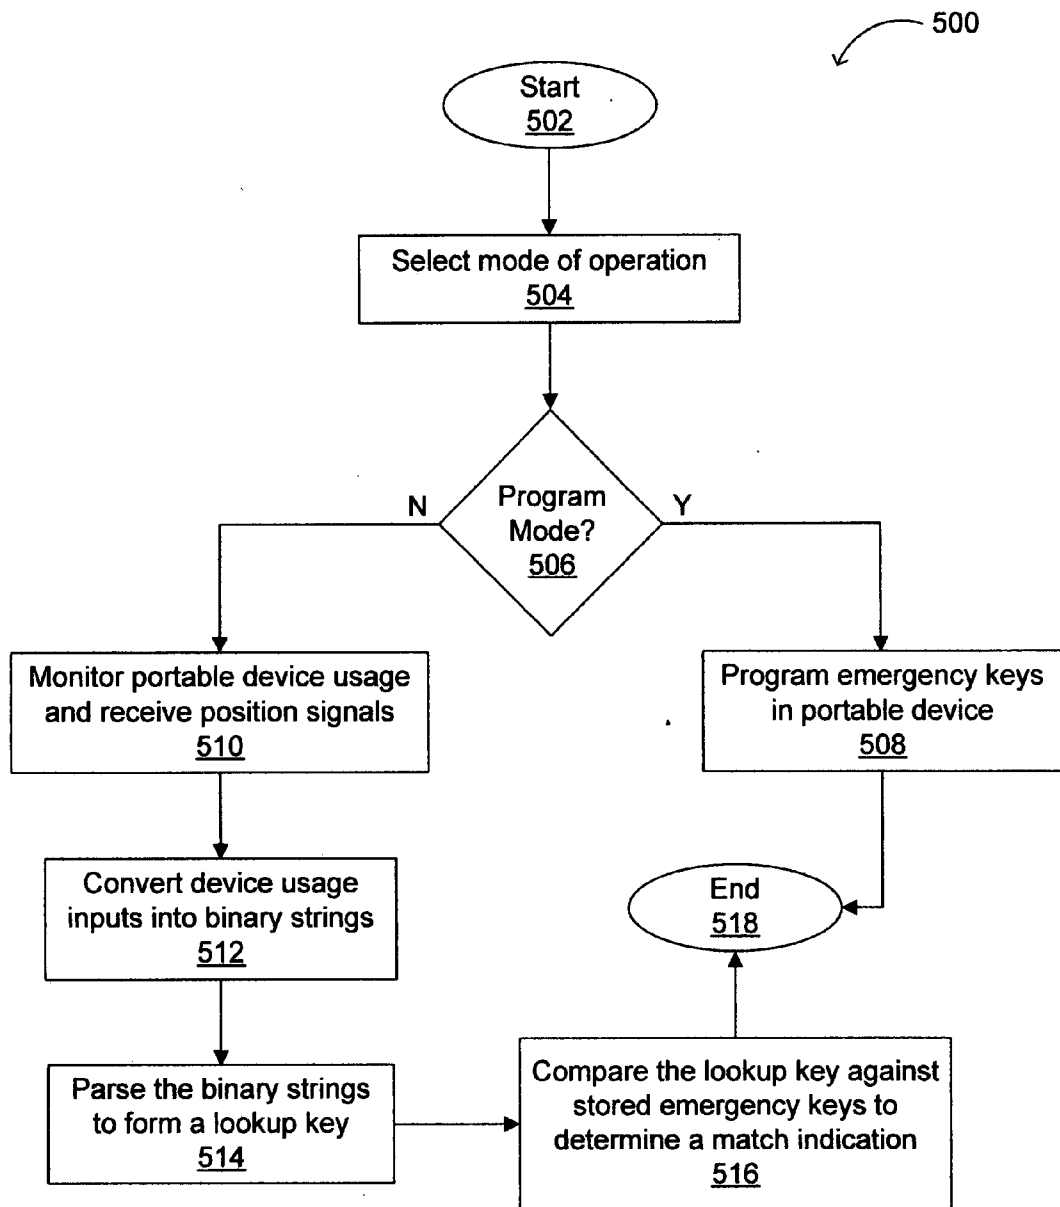 500
Start
502
Select mode of operation
504
N
Program
Mode?
506
Y
Monitor portable device usage
and receive position signals
510
Program emergency keys
in portable device
508
Convert device usage
inputs into binary strings
512
End
518
Parse the binary strings
to form a lookup key
514
Compare the lookup key against
stored emergency keys to
determine a match indication
516